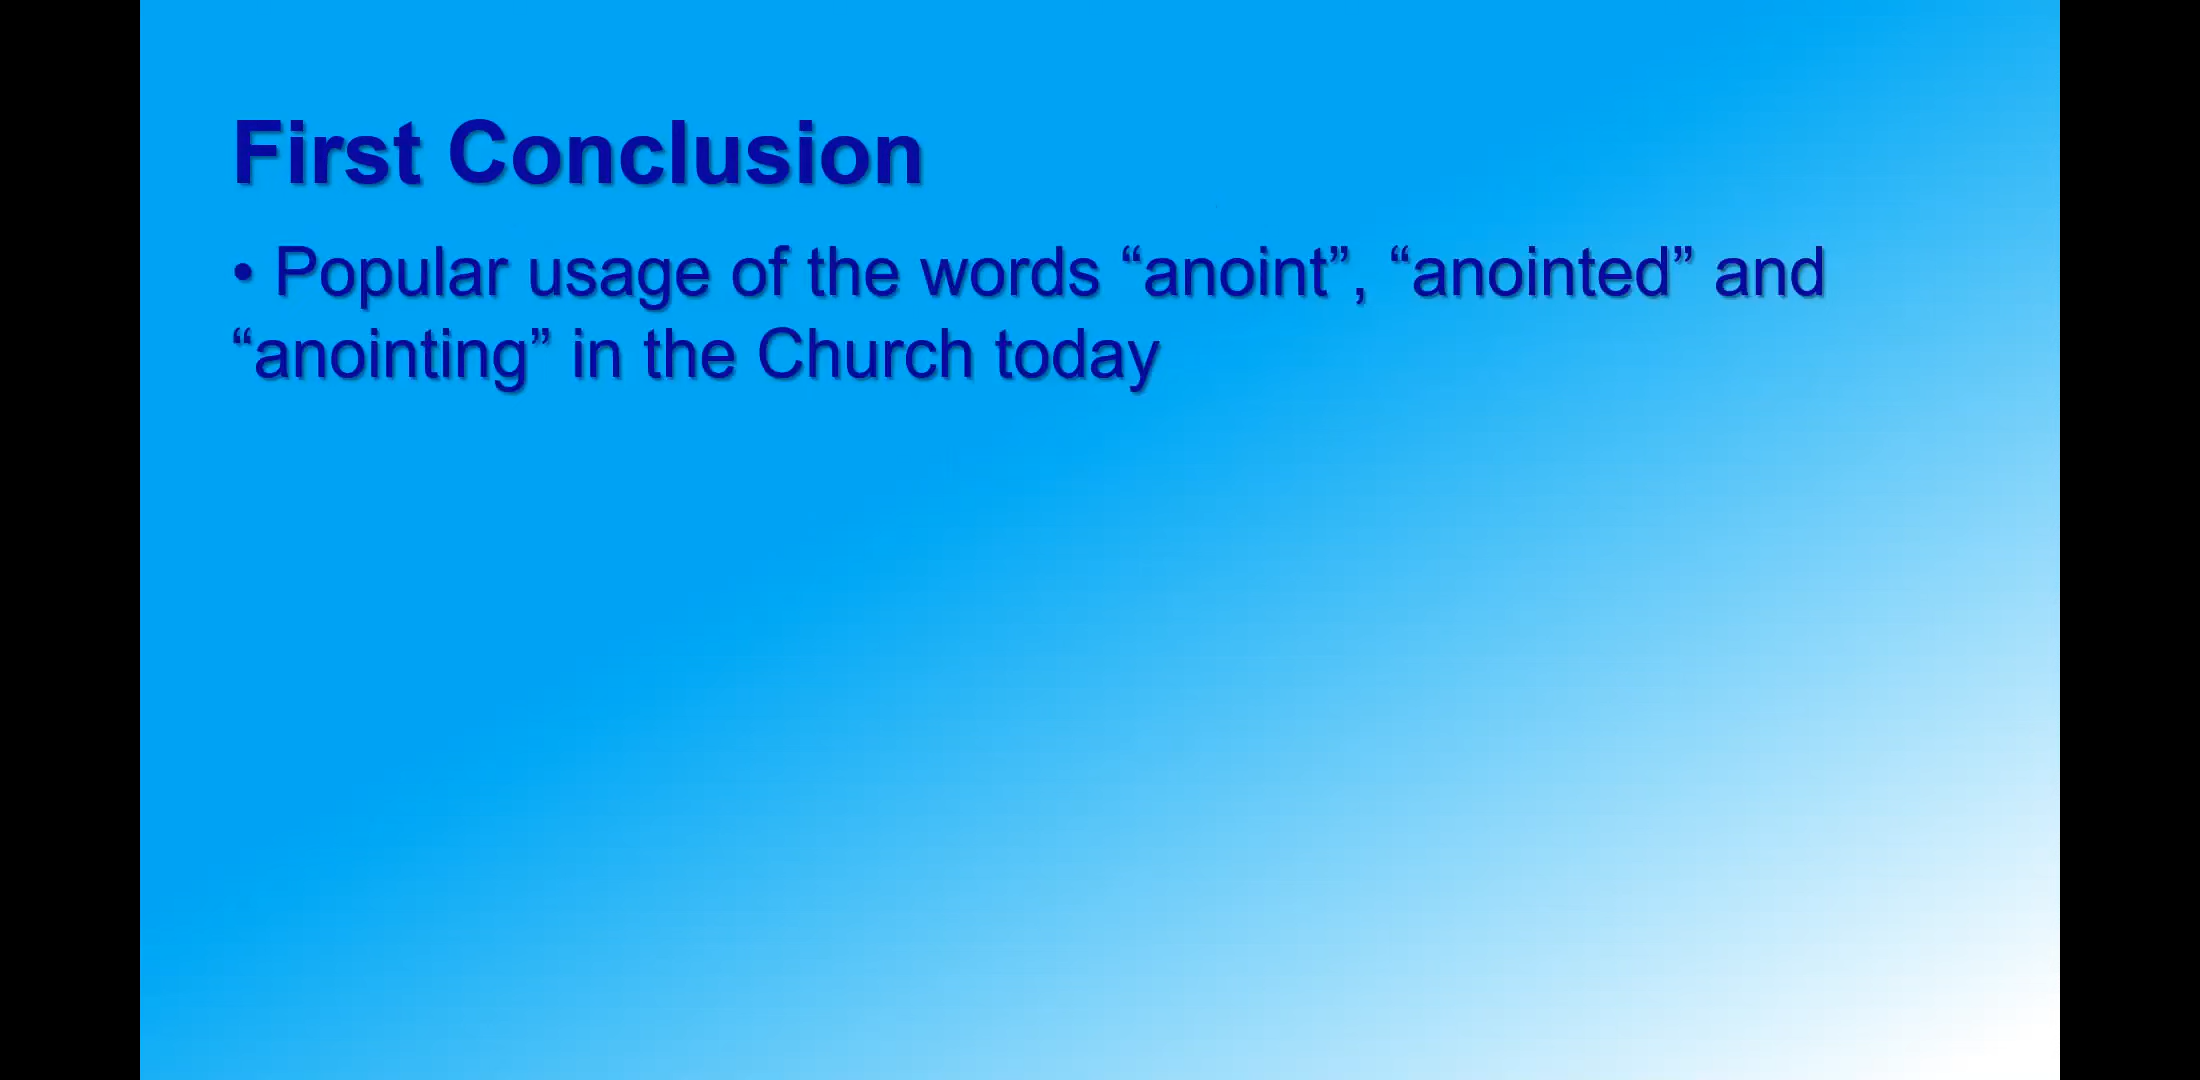 First Conclusion
• Popular usage of the words “anoint”, “anointed” and
“anointing” in the Church today